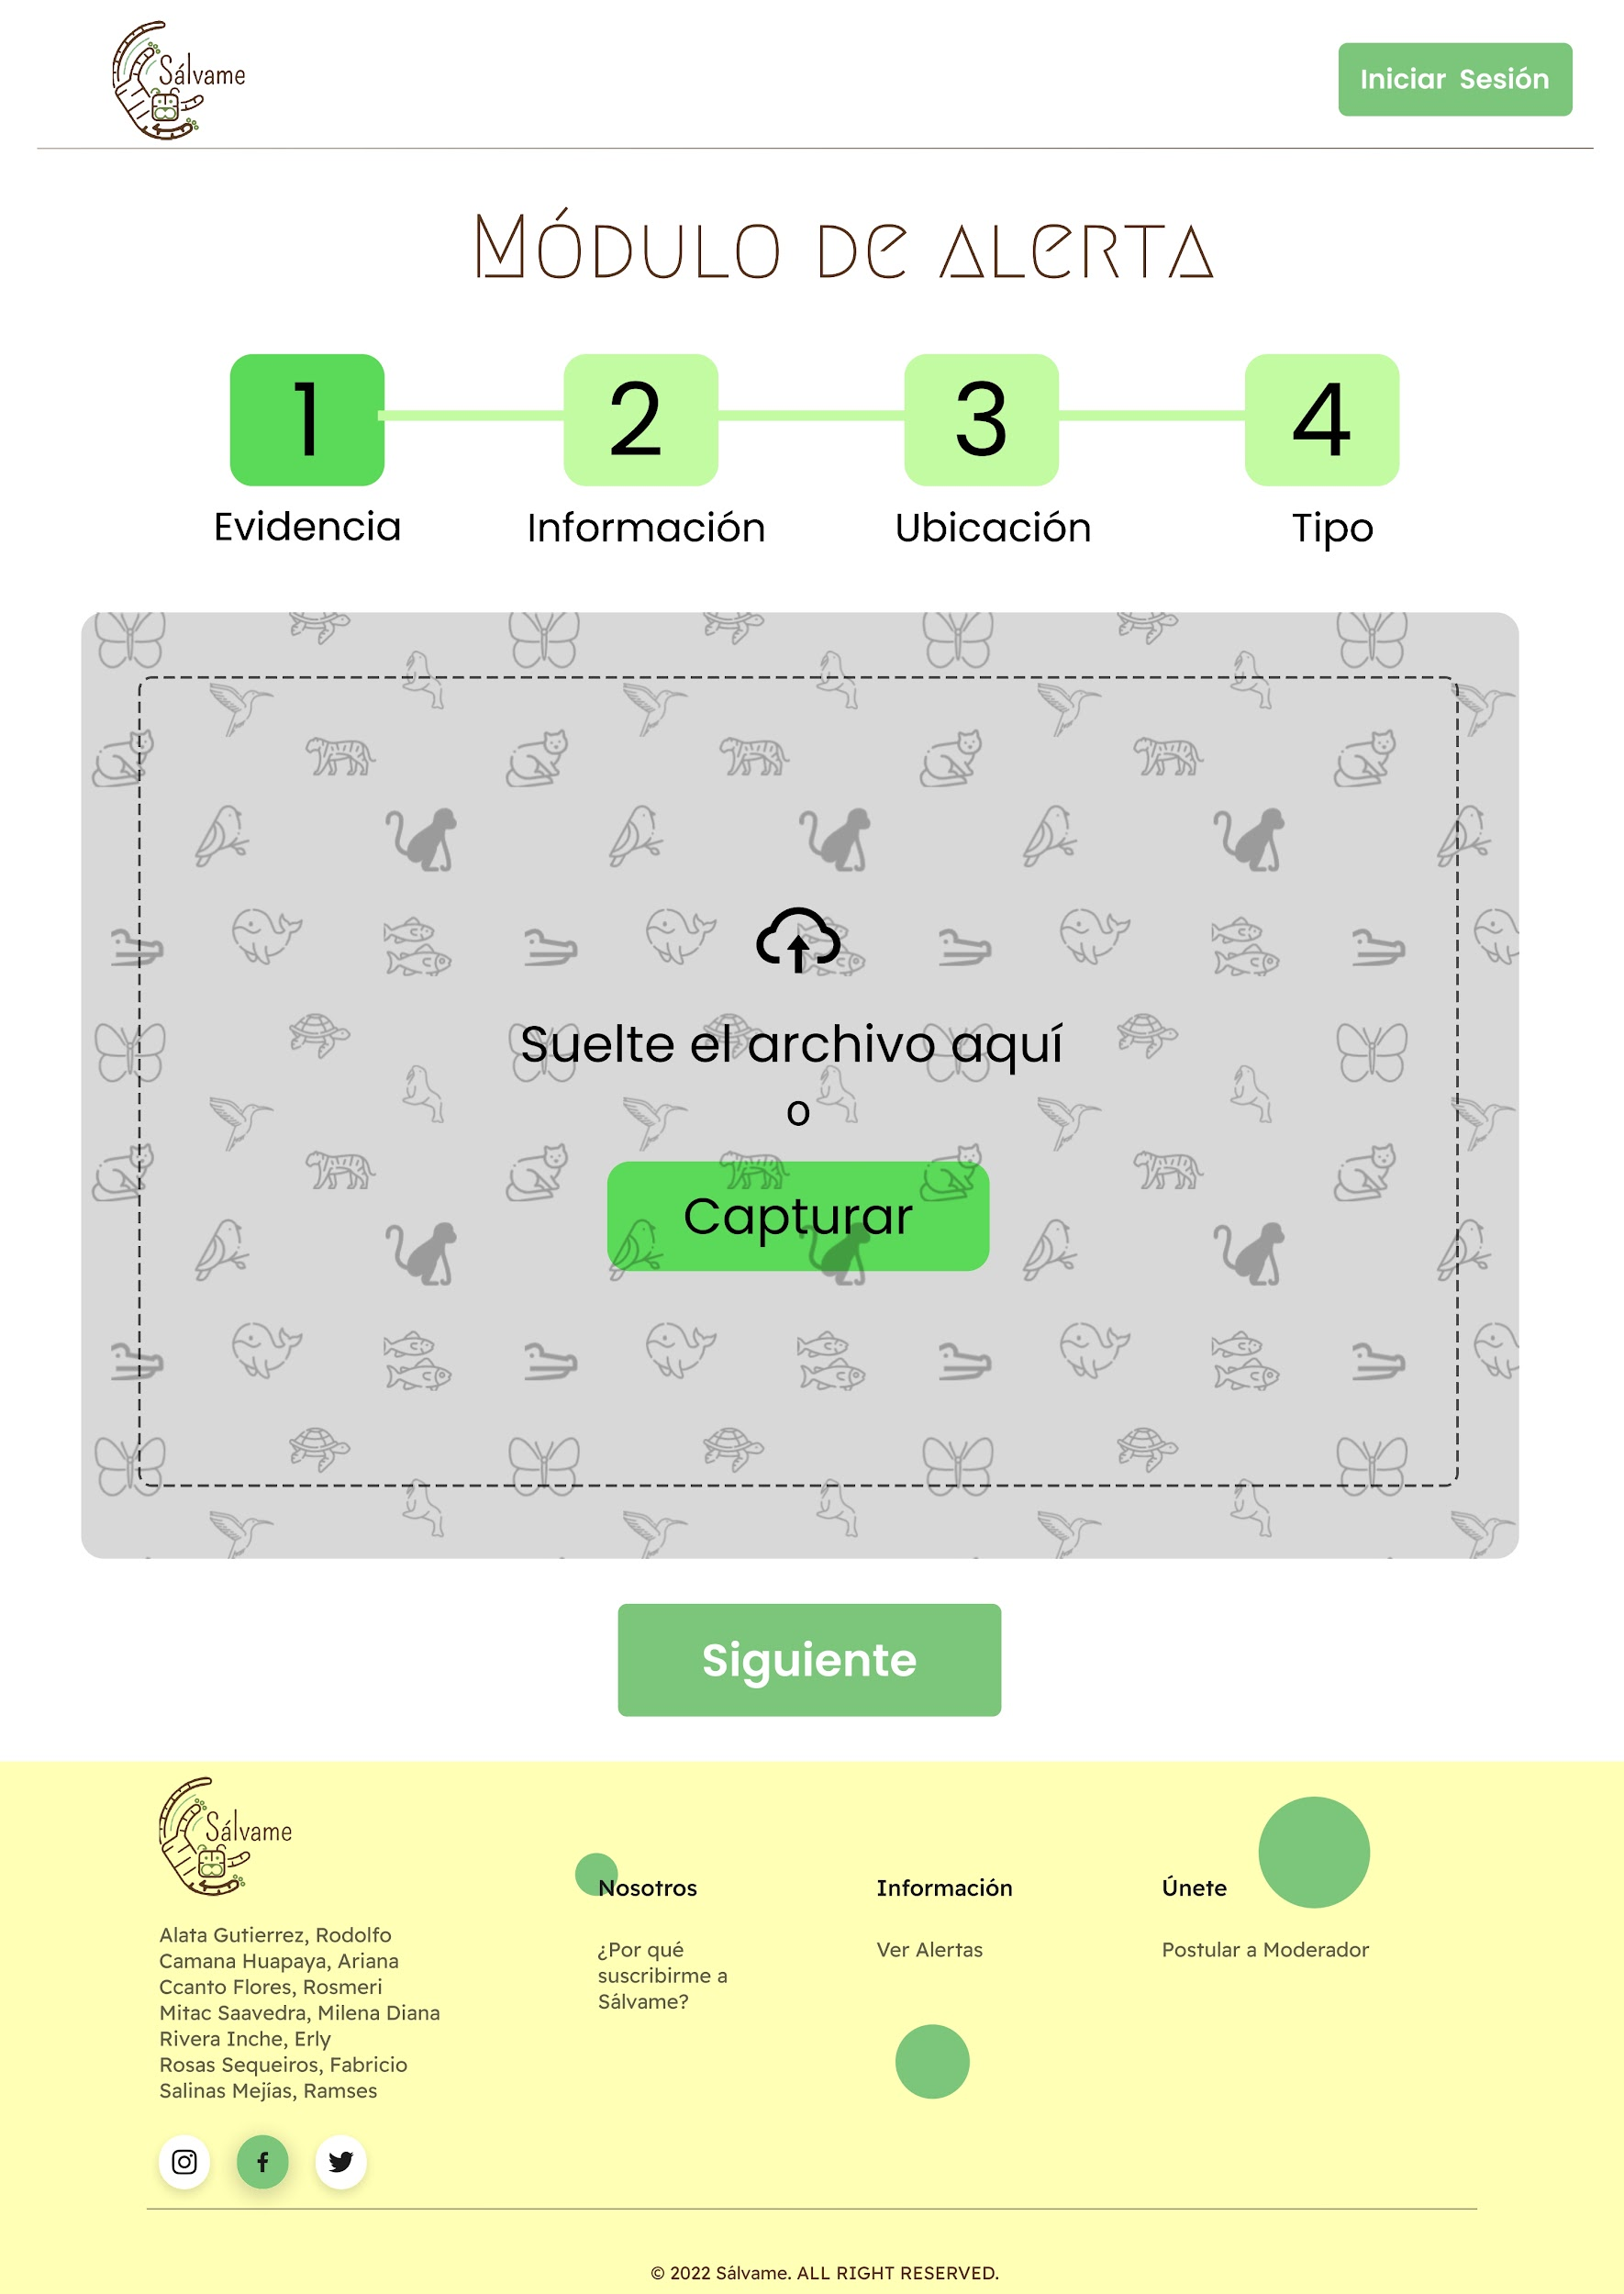 Sálvame
Iniciar Sesión
Módulo de alerta
1
2
3
4
Evidencia
Información
Ubicación
Tipo
Suelte el archivo aquí
o
Capturar
Siguiente
Sálvame
Alata Gutierrez, Rodolfo
Camana Huapaya, Ariana
Ccanto Flores, Rosmeri
Mitac Saavedra, Milena Diana
Rivera Inche, Erly
Rosas Sequeiros, Fabricio
Salinas Mejías, Ramses
Nosotros
¿Por qué
suscribirme a
Sálvame?
Información
Ver Alertas
Únete
Postular a Moderador
© 2022 Sálvame. ALL RIGHT RESERVED.